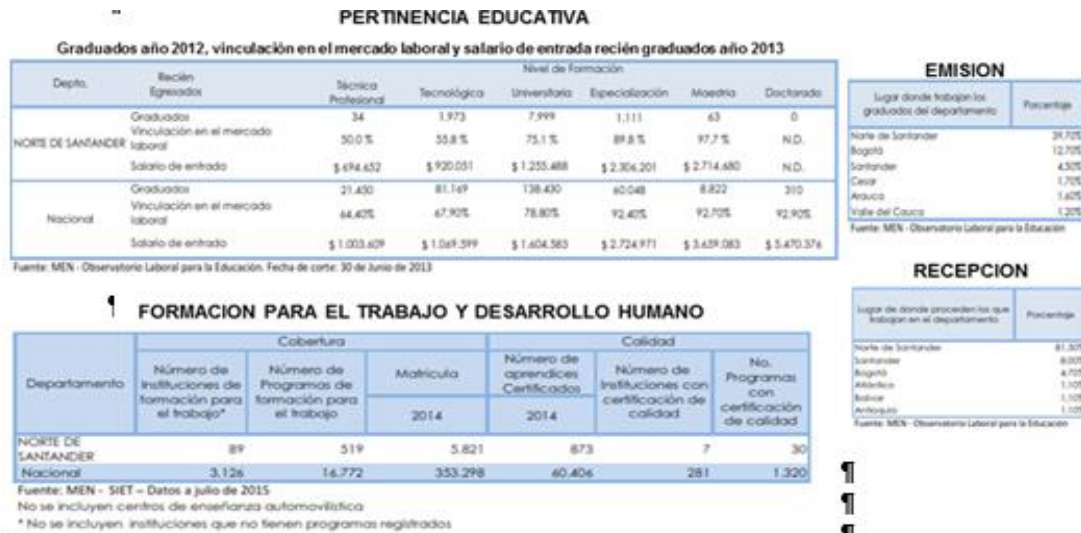 PERTINENCIA EDUCATIVA
Graduados año 2012, vinculación en el mercado laboral y salario de entrada recién graduados año 2013
Depto. Recién Egresados Nivel de Formación
Técnica Profesional Tecnológica Universitaria Especialización Maestría Doctorado
NORTE DE SANTANDER
Graduados 34 1,973 7,999 1,111 63 0
Vinculación en el mercado laboral 50.0 % 55.8 % 75.1 % 89.8 % 97.7 % N.D.
Salario de entrada $ 694.652 $ 920.051 $ 1.255.488 $ 2.306.201 $ 2.714.680 N.D.
Nacional
Graduados 21.450 81.169 138.430 60.048 8.822 310
Vinculación en el mercado laboral 64.40% 67.90% 78.80% 92.40% 92.70% 92.90%
Salario de entrada $ 1.003.609 $ 1.069.599 $ 1.604.583 $ 2.724.971 $ 3.639.083 $ 5.470.376
Fuente: MEN - Observatorio Laboral para la Educación. Fecha de corte: 30 de Junio de 2013
EMISION
Lugar donde trabajan los graduados del departamento Porcentaje
Norte de Santander
Bogotá 12.70%
Santander 4.50%
Cesar 1.70%
Arauca 1.60%
Valle del Cauca 1.20%
Fuente: MEN - Observatorio Laboral para la Educación
RECEPCION
Lugar de donde proceden los que trabajan en el departamento Porcentaje
Norte de Santander
Santander
Bogotá
Atlántico
Bolívar
Antioquia
Fuente: MEN - Observatorio Laboral para la Educación
¶ FORMACION PARA EL TRABAJO Y DESARROLLO HUMANO
Departamento Cobertura Calidad
Número de Instituciones de formación para el trabajo* Número de Programas de formación para el trabajo Matricula 2014 Número de aprendices Certificados 2014 Número de Instituciones con certificación de calidad No. Programas con certificación de calidad
NORTE DE SANTANDER 89 519 5.821 673 7 30
Nacional 3.126 16.772 353.298 60.406 281 1.320
Fuente: MEN - SIET – Datos a julio de 2015
No se incluyen centros de enseñanza automovilística
* No se incluyen instituciones que no tienen programas registrados
¶
¶
¶